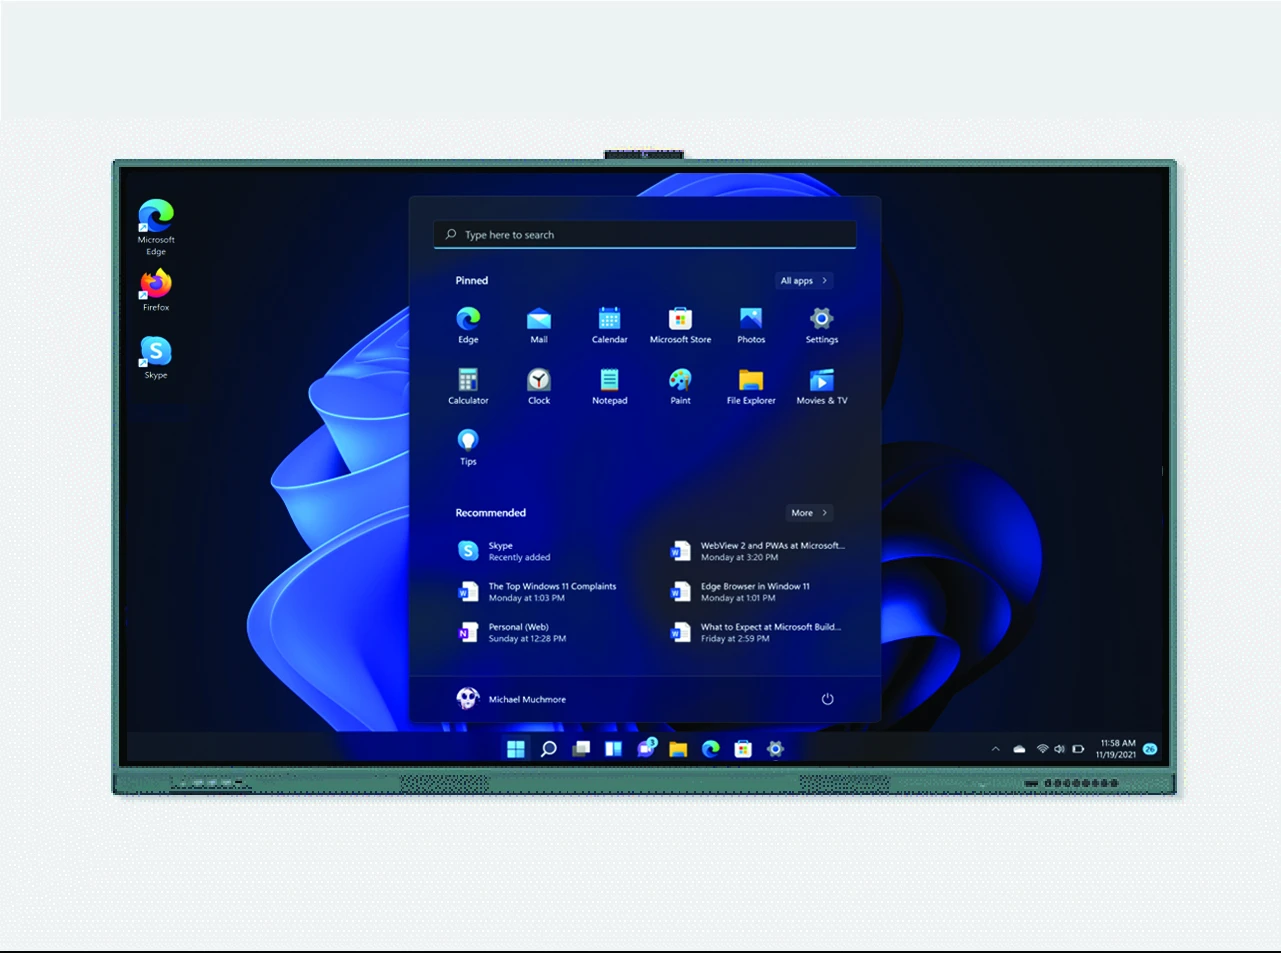 Microsoft
Edge
Firefox
Skype
Type here to search
Pinned
All apps
Edge
Mail
Calendar
Microsoft Store
Photos
Settings
Calculator
Clock
Notepad
Paint
File Explorer
Movies & TV
Tips
Recommended
More
Skype
Recently added
WebView 2 and PWAs at Microsoft...
Monday at 3:20 PM
The Top Windows 11 Complaints
Monday at 1:03 PM
Edge Browser in Window 11
Monday at 1:01 PM
Personal (Web)
Sunday at 12:28 PM
What to Expect at Microsoft Build...
Friday at 2:59 PM
Michael Muchmore
3
11:58 AM
11/19/2021
26